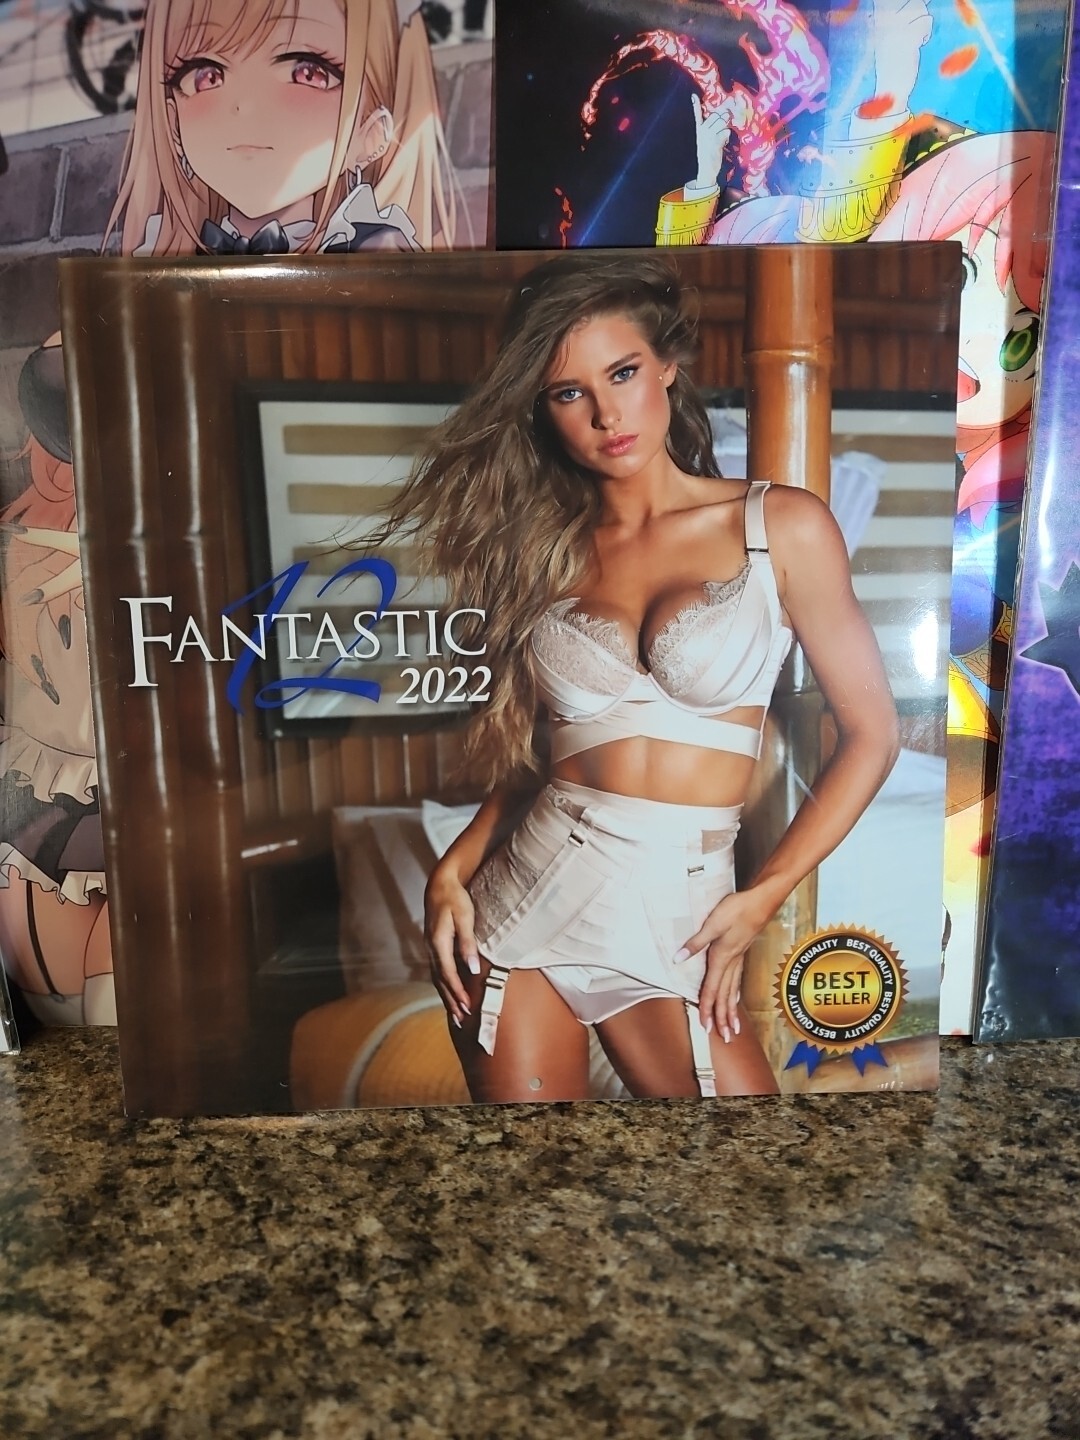 12
FANTASTIC
2022
BEST QUALITY BEST QUALITY BEST QUALITY BEST QUALITY
BEST
SELLER